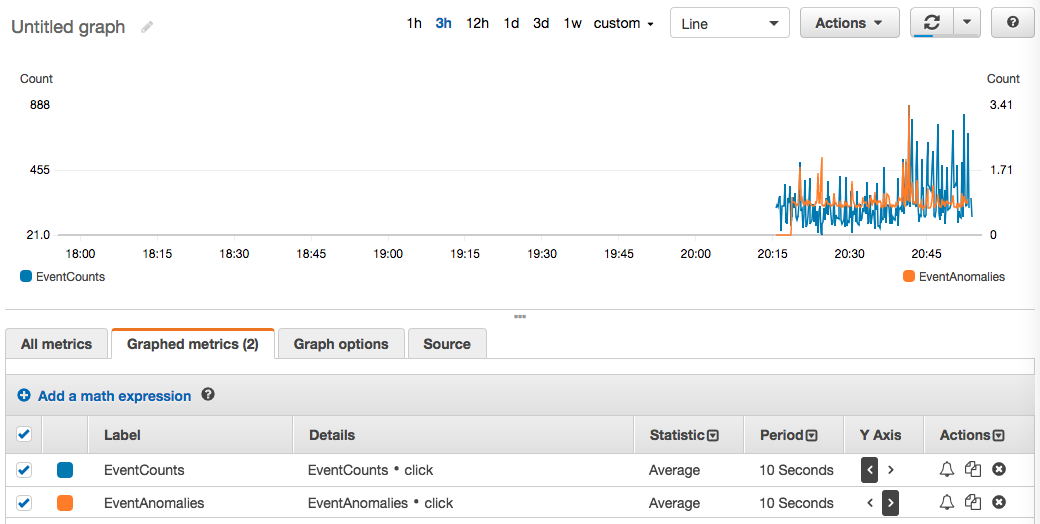 Untitled graph 1h 3h 12h 1d 3d 1w custom Line Actions ?
Count Count
888 3.41
455 1.71
21.0 0
18:00 18:15 18:30 18:45 19:00 19:15 19:30 19:45 20:00 20:15 20:30 20:45
EventCounts EventAnomalies
All metrics Graphed metrics (2) Graph options Source
Add a math expression ?
Label Details Statistic Period Y Axis Actions
EventCounts EventCounts • click Average 10 Seconds < >
EventAnomalies EventAnomalies • click Average 10 Seconds < >